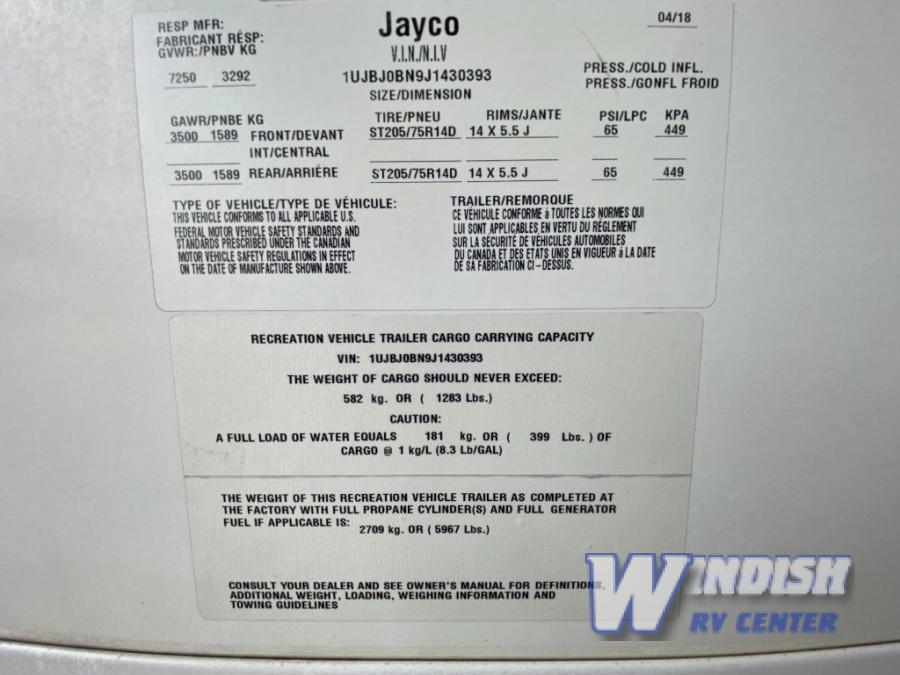 RESP MFR:
FABRICANT RÉSP:
GVWR:/PNBV KG
Jayco
04/18
V.I.N./N.I.V
7250 3292
1UJBJ0BN9J1430393
SIZE/DIMENSION
PRESS./COLD INFL.
PRESS./GONFL FROID
GAWR/PNBE KG TIRE/PNEU RIMS/JANTE PSI/LPC KPA
3500 1589 FRONT/DEVANT ST205/75R14D 14 X 5.5 J 65 449
INT/CENTRAL
3500 1589 REAR/ARRIÉRE ST205/75R14D 14 X 5.5 J 65 449
TYPE OF VEHICLE/TYPE DE VÉHICULE: TRAILER/REMORQUE
THIS VEHICLE CONFORMS TO ALL APPLICABLE U.S.
FEDERAL MOTOR VEHICLE SAFETY STANDARDS AND
STANDARDS PRESCRIBED UNDER THE CANADIAN
MOTOR VEHICLE SAFETY REGULATIONS IN EFFECT
ON THE DATE OF MANUFACTURE SHOWN ABOVE.
CE VÉHICULE CONFORME à TOUTES LES NORMES QUI
LUI SONT APPLICABLES EN VERTU DU RÉGLEMENT
SUR LA SÉCURITÉ DE VÉHICULES AUTOMOBILES
DU CANADA ET DES ETATS UNIS EN VIGUEUR à LA DATE
DE SA FABRICATION CI-DESSUS.
RECREATION VEHICLE TRAILER CARGO CARRYING CAPACITY
VIN: 1UJBJ0BN9J1430393
THE WEIGHT OF CARGO SHOULD NEVER EXCEED:
582 kg. OR ( 1283 Lbs.)
CAUTION:
A FULL LOAD OF WATER EQUALS 181 kg. OR ( 399 Lbs. ) OF
CARGO @ 1 kg/L (8.3 Lb/GAL)
THE WEIGHT OF THIS RECREATION VEHICLE TRAILER AS COMPLETED AT
THE FACTORY WITH FULL PROPANE CYLINDER(S) AND FULL GENERATOR
FUEL IF APPLICABLE IS: 2709 kg. OR ( 5967 Lbs.)
CONSULT YOUR DEALER AND SEE OWNER'S MANUAL FOR DEFINITINS,
ADDITIONAL WEIGHT, LOADING, WEIGHING INFORMATION AND
TOWING GUIDELINES
WINDISH
RV CENTER